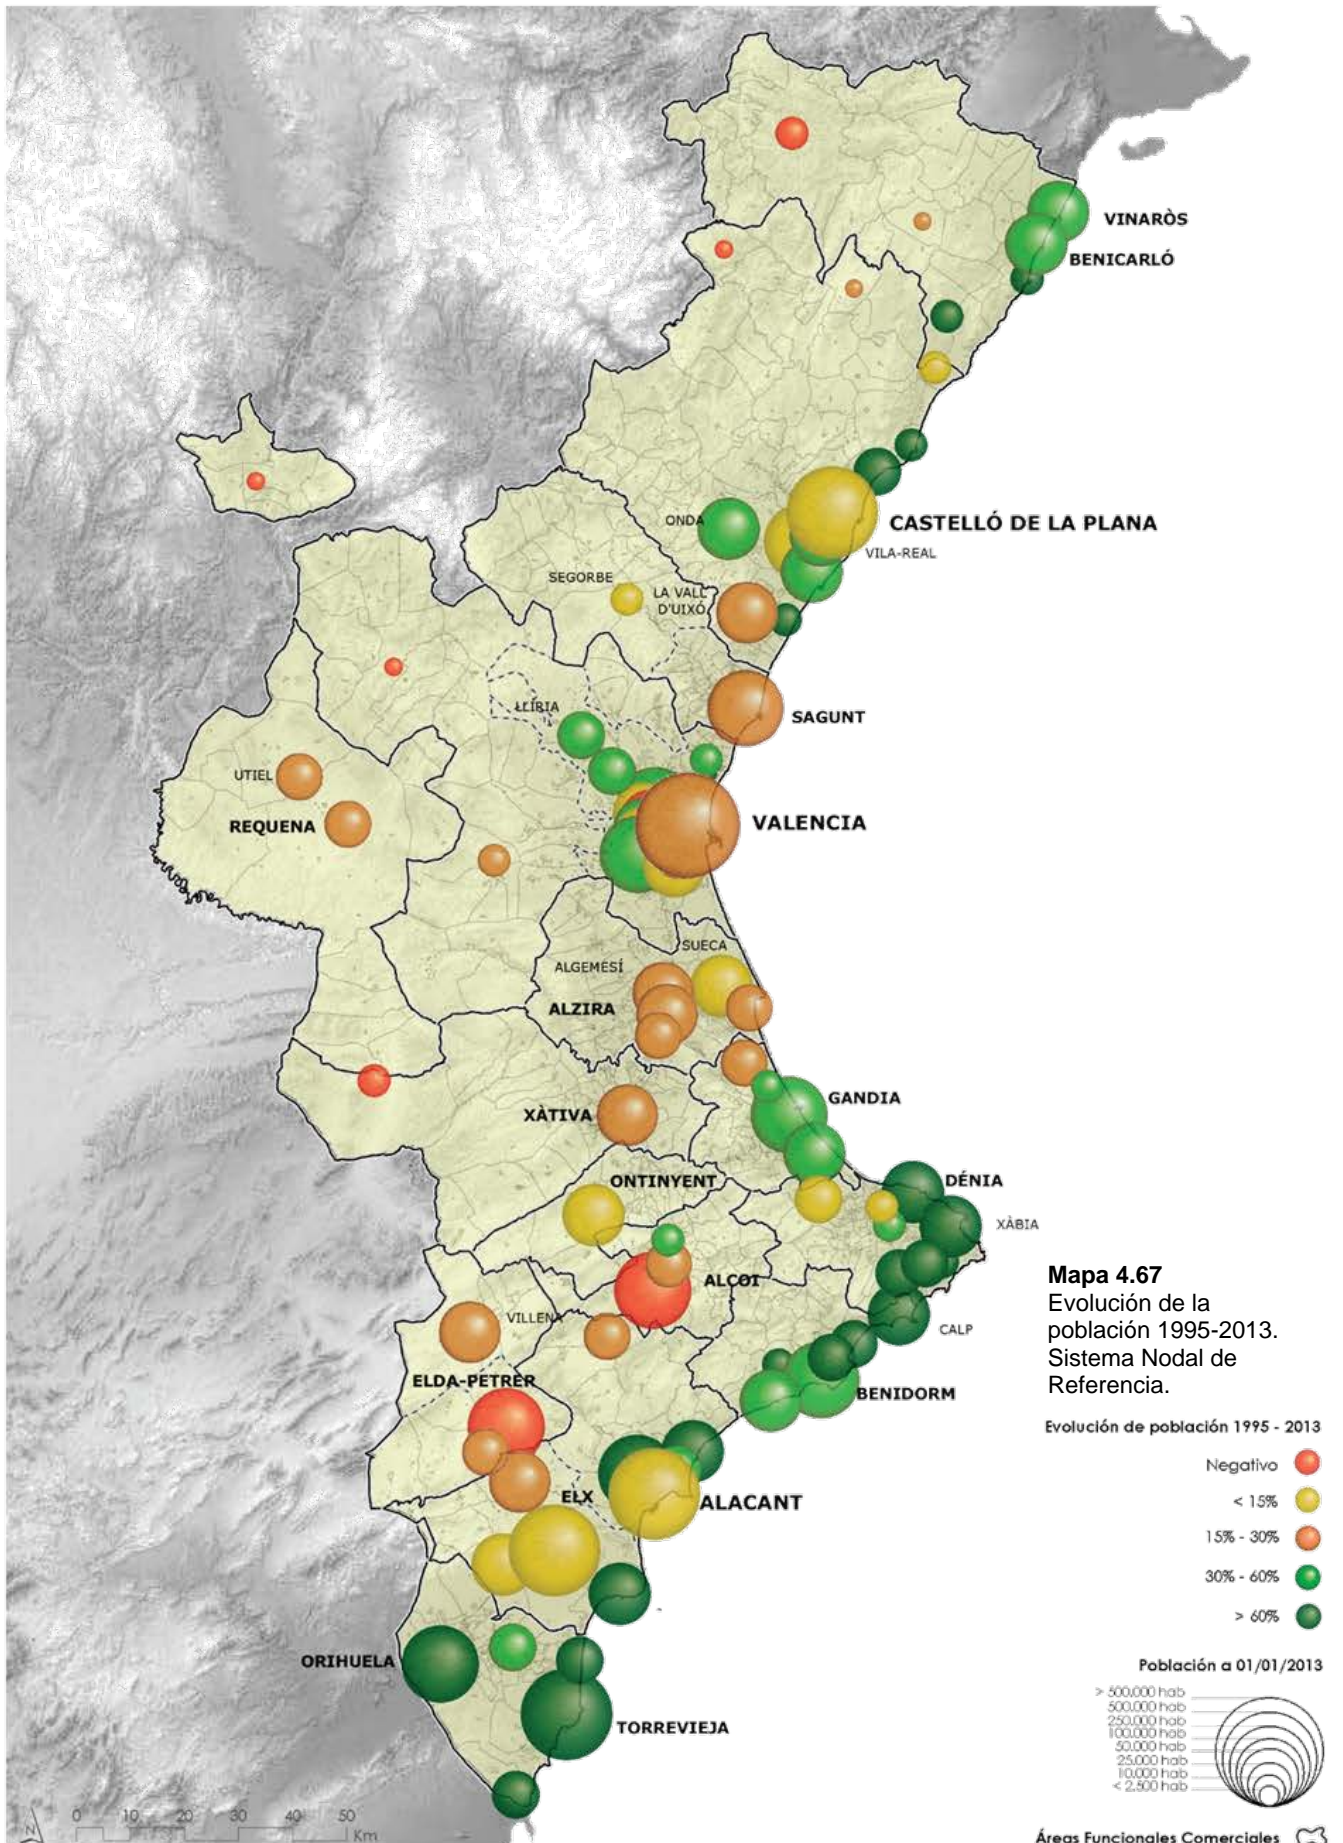 VINARÒS
BENICARLÓ
ONDA
CASTELLÓ DE LA PLANA
VILA-REAL
SEGORBE
LA VALL
D'UIXÓ
LLÍRIA
SAGUNT
UTIEL
REQUENA
VALENCIA
SUECA
ALGEMESÍ
ALZIRA
XÀTIVA
GANDIA
ONTINYENT
DÉNIA
XÀBIA
ALCOI
VILLENA
CALP
ELDA-PETRER
BENIDORM
ELX
ALACANT
ORIHUELA
TORREVIEJA
Mapa 4.67
Evolución de la
población 1995-2013.
Sistema Nodal de
Referencia.
Evolución de población 1995 - 2013
Negativo
< 15%
15% - 30%
30% - 60%
> 60%
Población a 01/01/2013
> 500.000 hab
500.000 hab
250.000 hab
100.000 hab
50.000 hab
25.000 hab
10.000 hab
< 2.500 hab
Áreas Funcionales Comerciales
N
0 10 20 30 40 50
Km